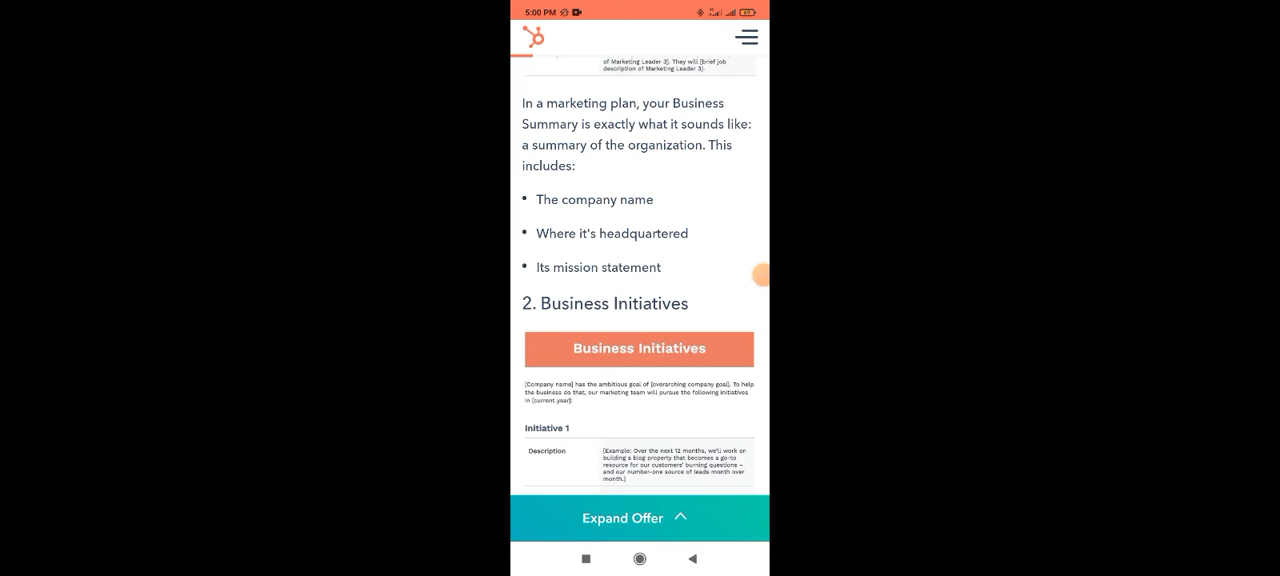 5:00 PM
of Marketing Leader 3]. They will [brief job
description of Marketing Leader 3].
In a marketing plan, your Business
Summary is exactly what it sounds like:
a summary of the organization. This
includes:
• The company name
• Where it's headquartered
• Its mission statement
2. Business Initiatives
Business Initiatives
[Company name] has the ambitious goal of [overarching company goal]. To help
the business do that, our marketing team will pursue the following initiatives
in [current year]:
Initiative 1
Description
[Example: Over the next 12 months, we'll work on
building a blog property that becomes a go-to
resource for our customers' burning questions –
and our number-one source of leads month over
month.]
Expand Offer